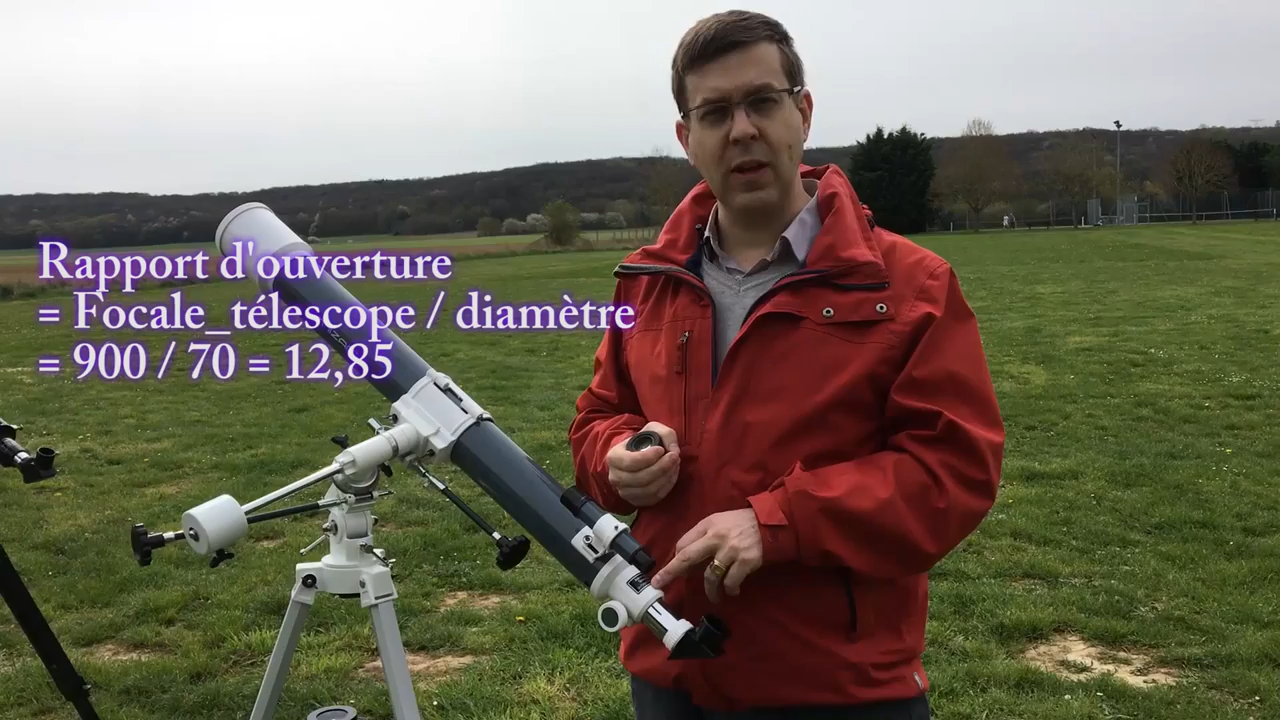 Rapport d'ouverture
= Focale_télescope / diamètre
= 900 / 70 = 12,85